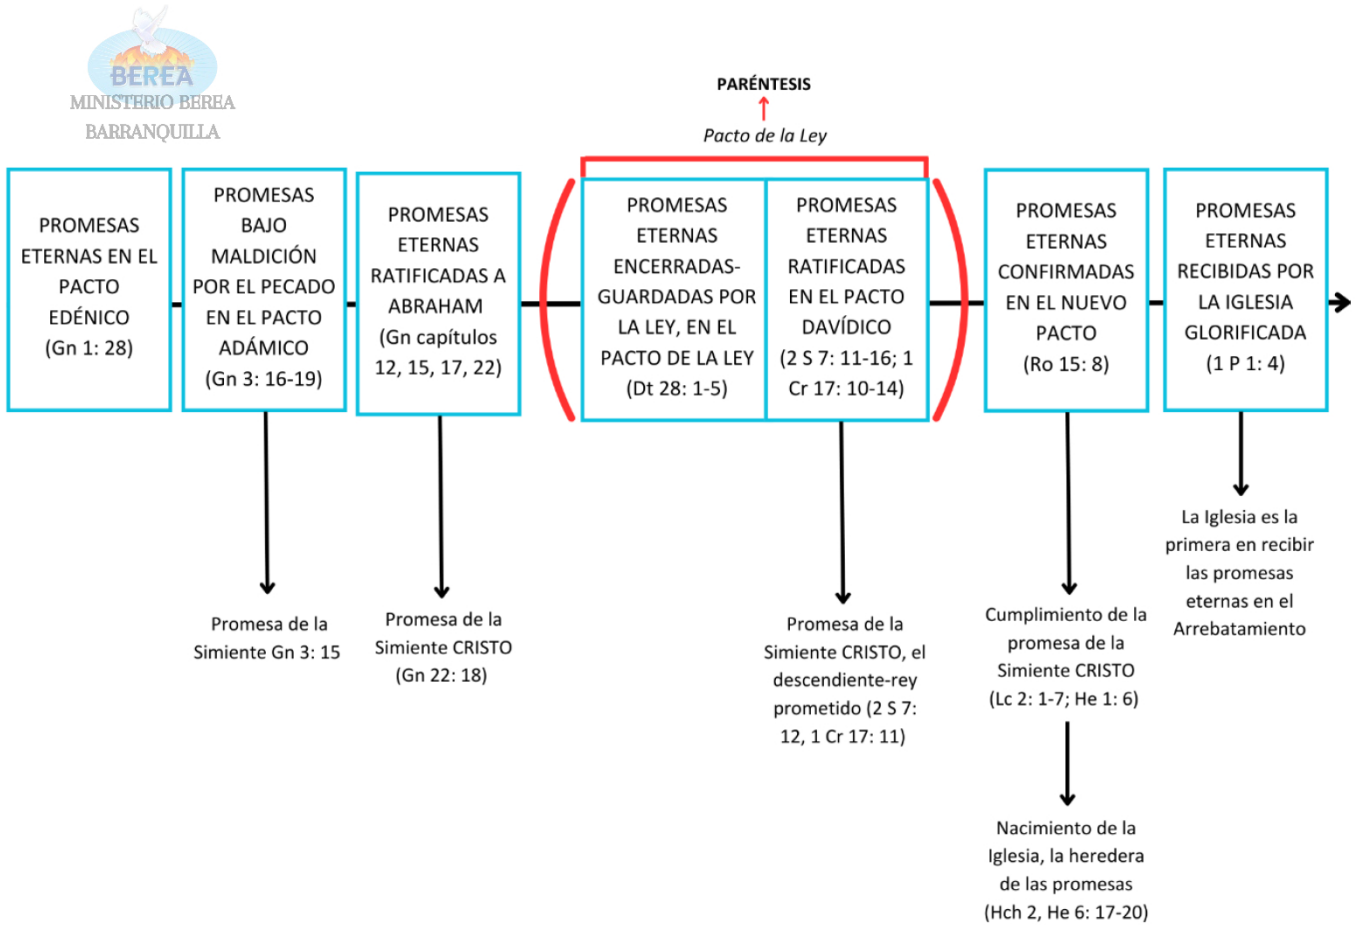 BEREA
MINISTERIO BEREA
BARRANQUILLA
PARÉNTESIS
Pacto de la Ley
PROMESAS
ETERNAS EN EL
PACTO
EDÉNICO
(Gn 1: 28)
PROMESAS
BAJO
MALDICIÓN
POR EL PECADO
EN EL PACTO
ADÁMICO
(Gn 3: 16-19)
PROMESAS
ETERNAS
RATIFICADAS A
ABRAHAM
(Gn capítulos
12, 15, 17, 22)
PROMESAS
ETERNAS
ENCERRADAS-
GUARDADAS POR
LA LEY, EN EL
PACTO DE LA LEY
(Dt 28: 1-5)
PROMESAS
ETERNAS
RATIFICADAS
EN EL PACTO
DAVÍDICO
(2 S 7: 11-16; 1
Cr 17: 10-14)
PROMESAS
ETERNAS
CONFIRMADAS
EN EL NUEVO
PACTO
(Ro 15: 8)
PROMESAS
ETERNAS
RECIBIDAS POR
LA IGLESIA
GLORIFICADA
(1 P 1: 4)
Promesa de la
Simiente Gn 3: 15
Promesa de la
Simiente CRISTO
(Gn 22: 18)
Promesa de la
Simiente CRISTO, el
descendiente-rey
prometido (2 S 7:
12, 1 Cr 17: 11)
Cumplimiento de la
promesa de la
Simiente CRISTO
(Lc 2: 1-7; He 1: 6)
Nacimiento de la
Iglesia, la heredera
de las promesas
(Hch 2, He 6: 17-20)
La Iglesia es la
primera en recibir
las promesas
eternas en el
Arrebatamiento